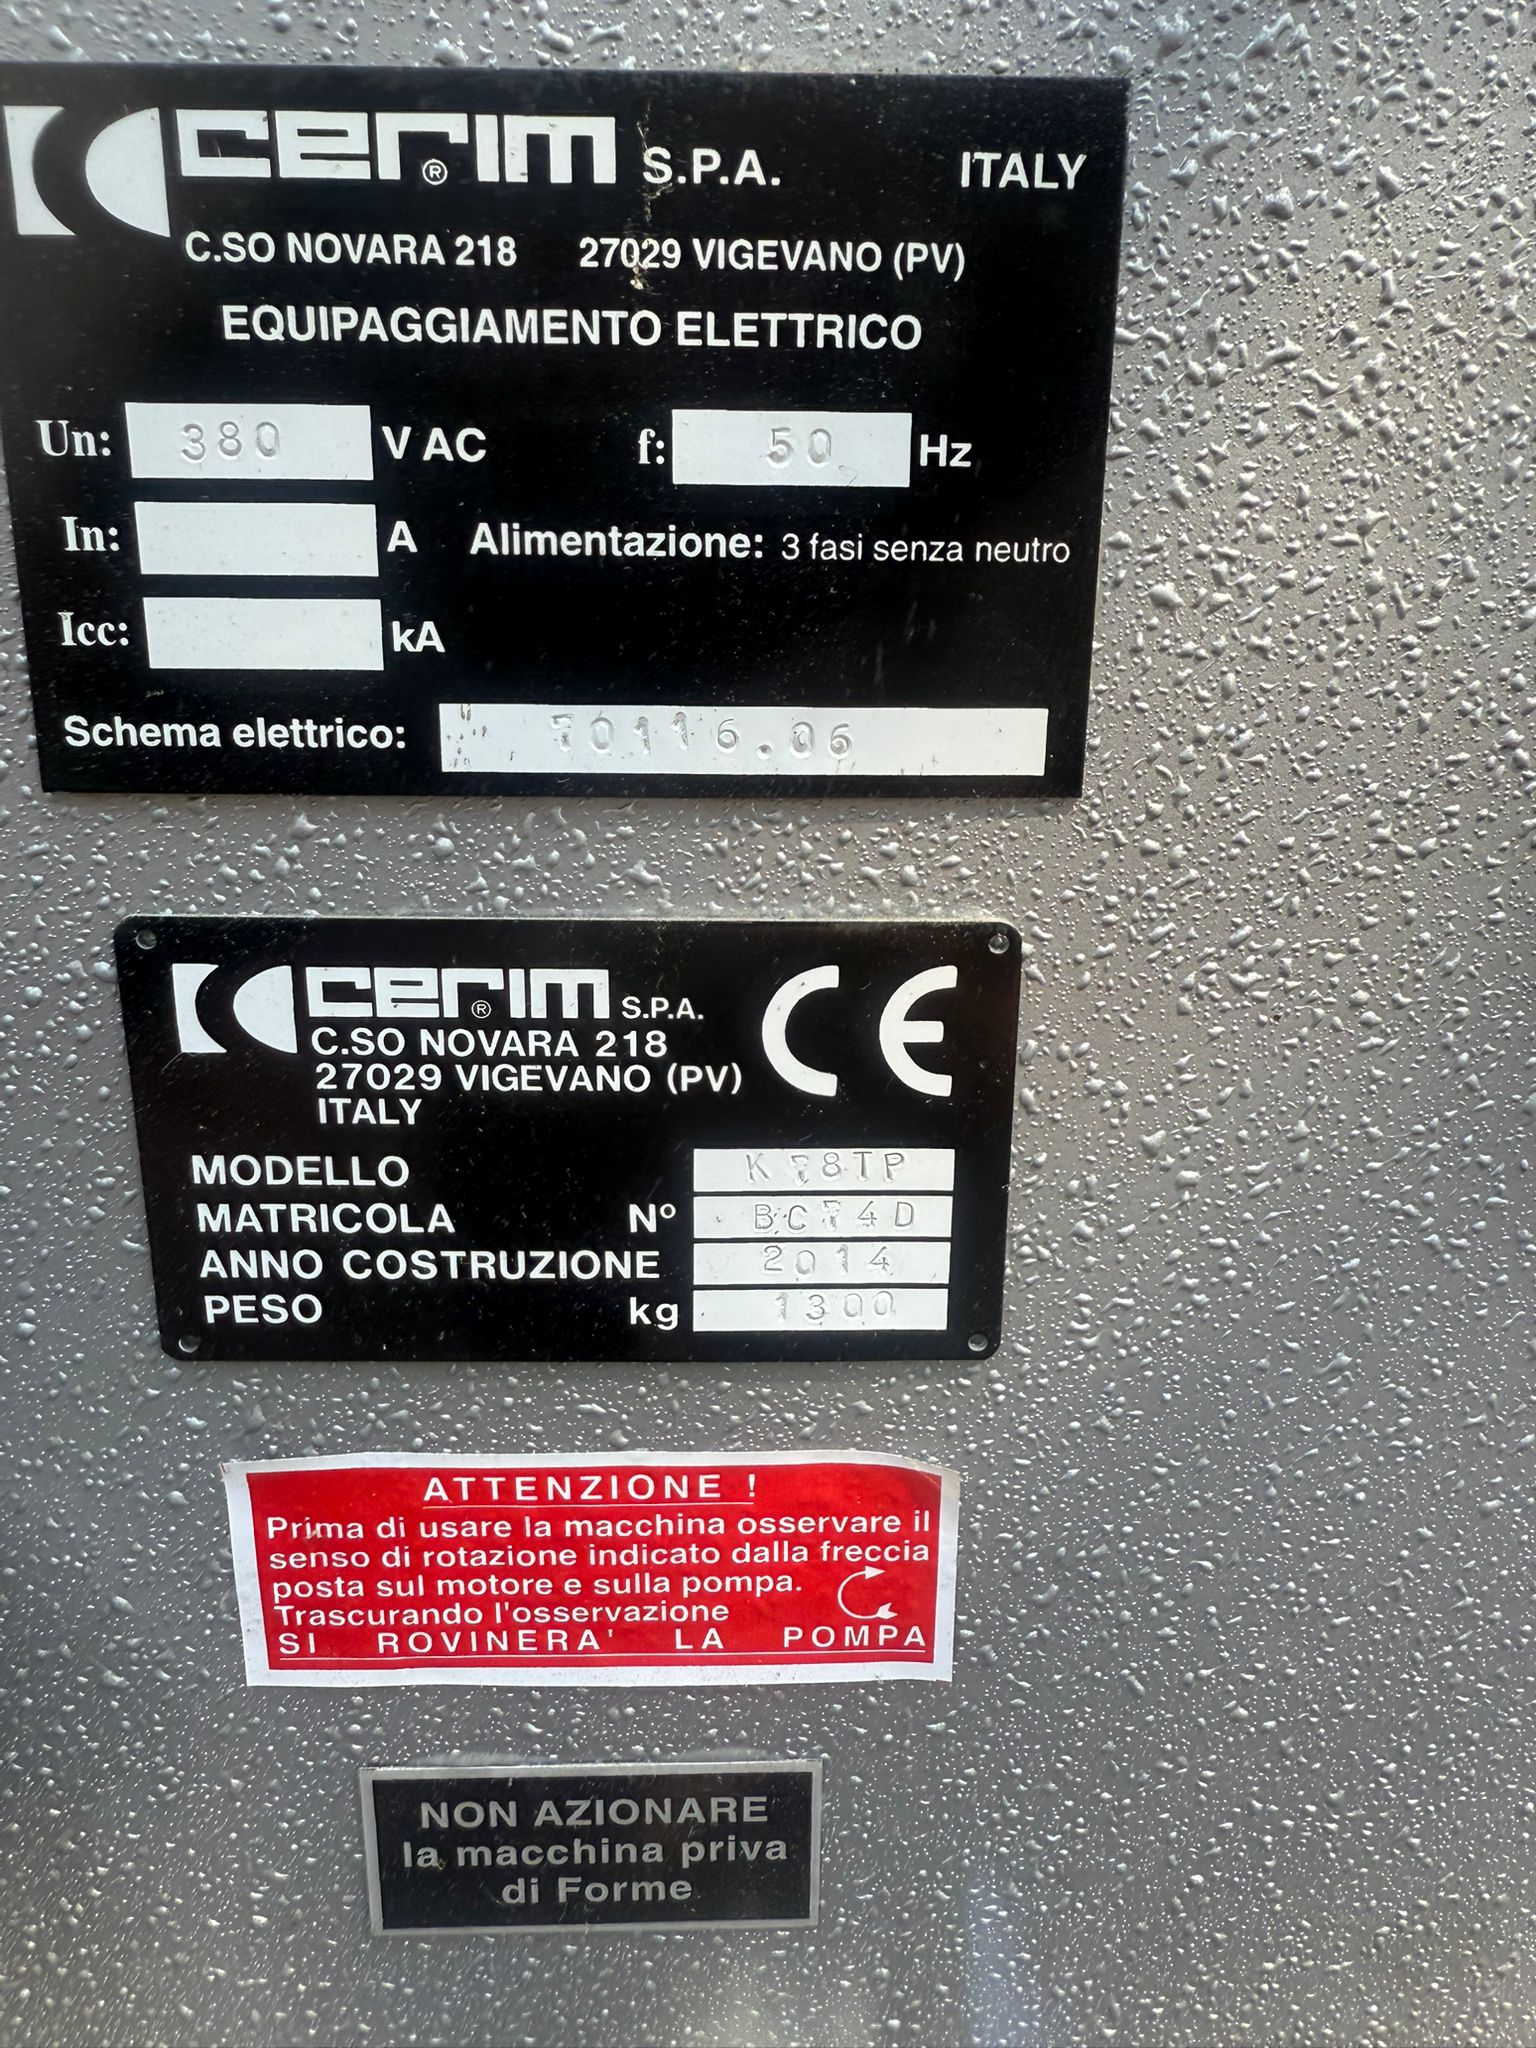 cerim ® S.P.A. ITALY
C.SO NOVARA 218 27029 VIGEVANO (PV)
EQUIPAGGIAMENTO ELETTRICO
Un: 380 V AC f: 50 Hz
In: A Alimentazione: 3 fasi senza neutro
Icc: kA
Schema elettrico: 70116.06
cerim ® S.P.A. CE
C.SO NOVARA 218
27029 VIGEVANO (PV)
ITALY
MODELLO K78TP
MATRICOLA Nº BC74D
ANNO COSTRUZIONE 2014
PESO kg 1300
ATTENZIONE !
Prima di usare la macchina osservare il
senso di rotazione indicato dalla freccia
posta sul motore e sulla pompa.
Trascurando l'osservazione
SI ROVINERA' LA POMPA
NON AZIONARE
la macchina priva
di Forme